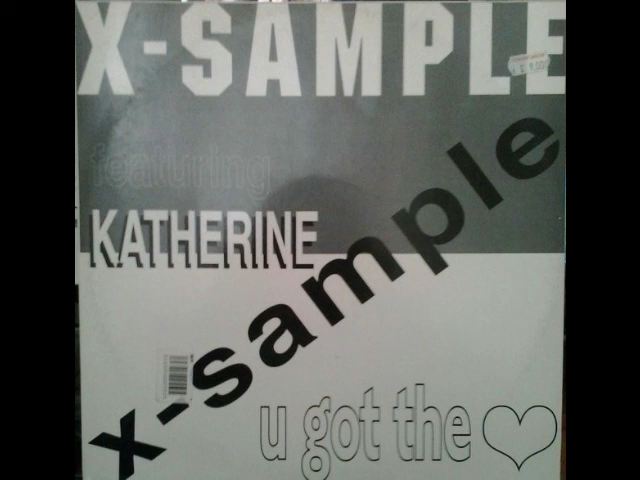 X-SAMPLE
featuring
KATHERINE
x-sample
u got the